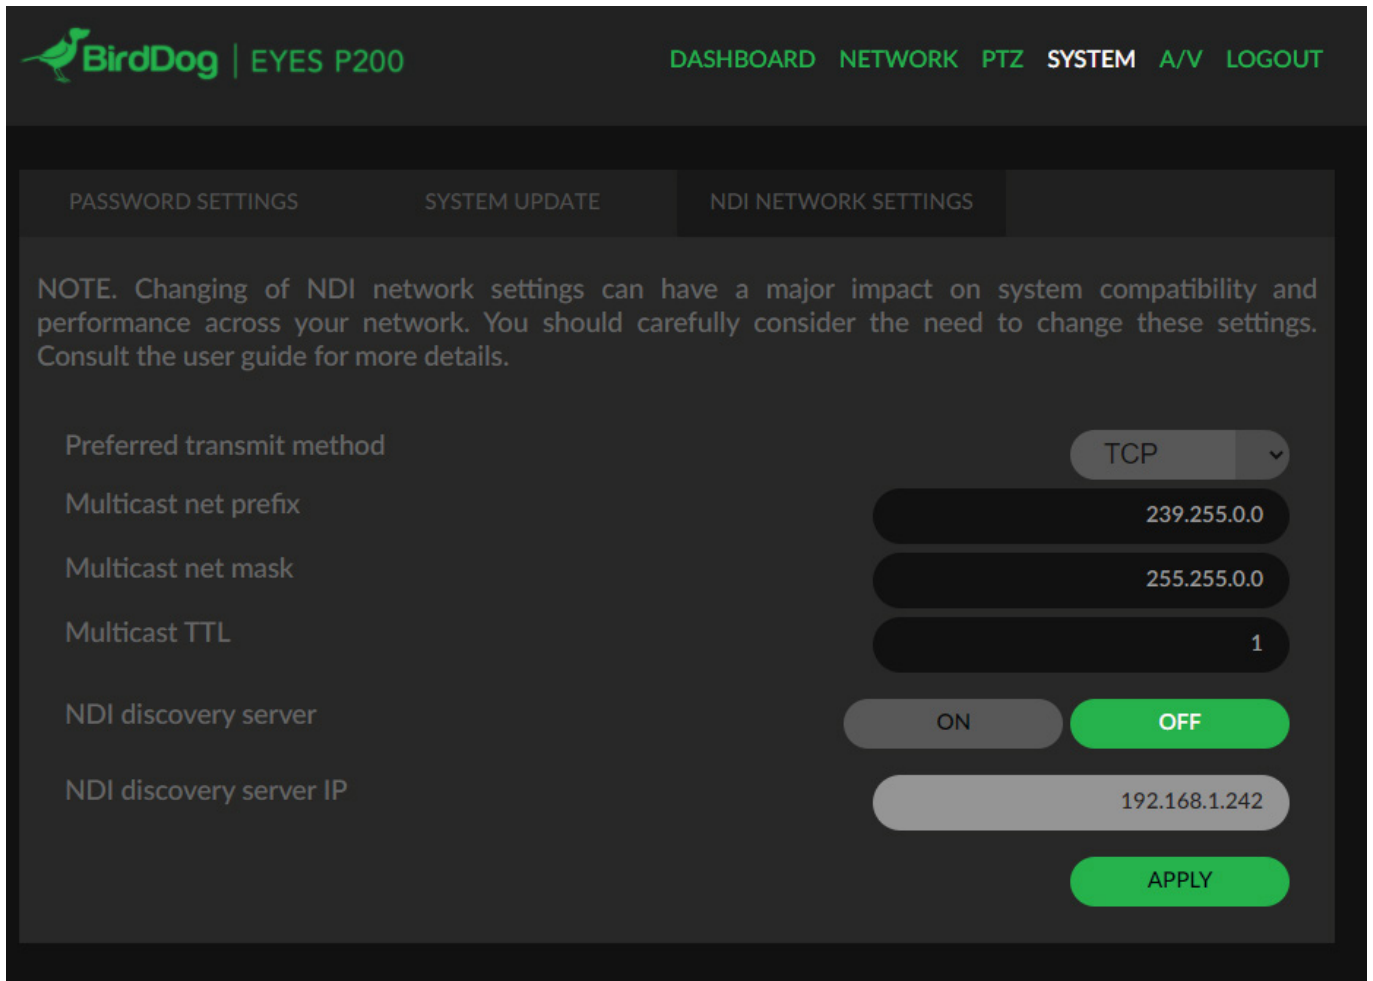 BirdDog | EYES P200
DASHBOARD NETWORK PTZ SYSTEM A/V LOGOUT
PASSWORD SETTINGS SYSTEM UPDATE NDI NETWORK SETTINGS
NOTE. Changing of NDI network settings can have a major impact on system compatibility and
performance across your network. You should carefully consider the need to change these settings.
Consult the user guide for more details.
Preferred transmit method TCP
Multicast net prefix 239.255.0.0
Multicast net mask 255.255.0.0
Multicast TTL 1
NDI discovery server ON OFF
NDI discovery server IP 192.168.1.242
APPLY